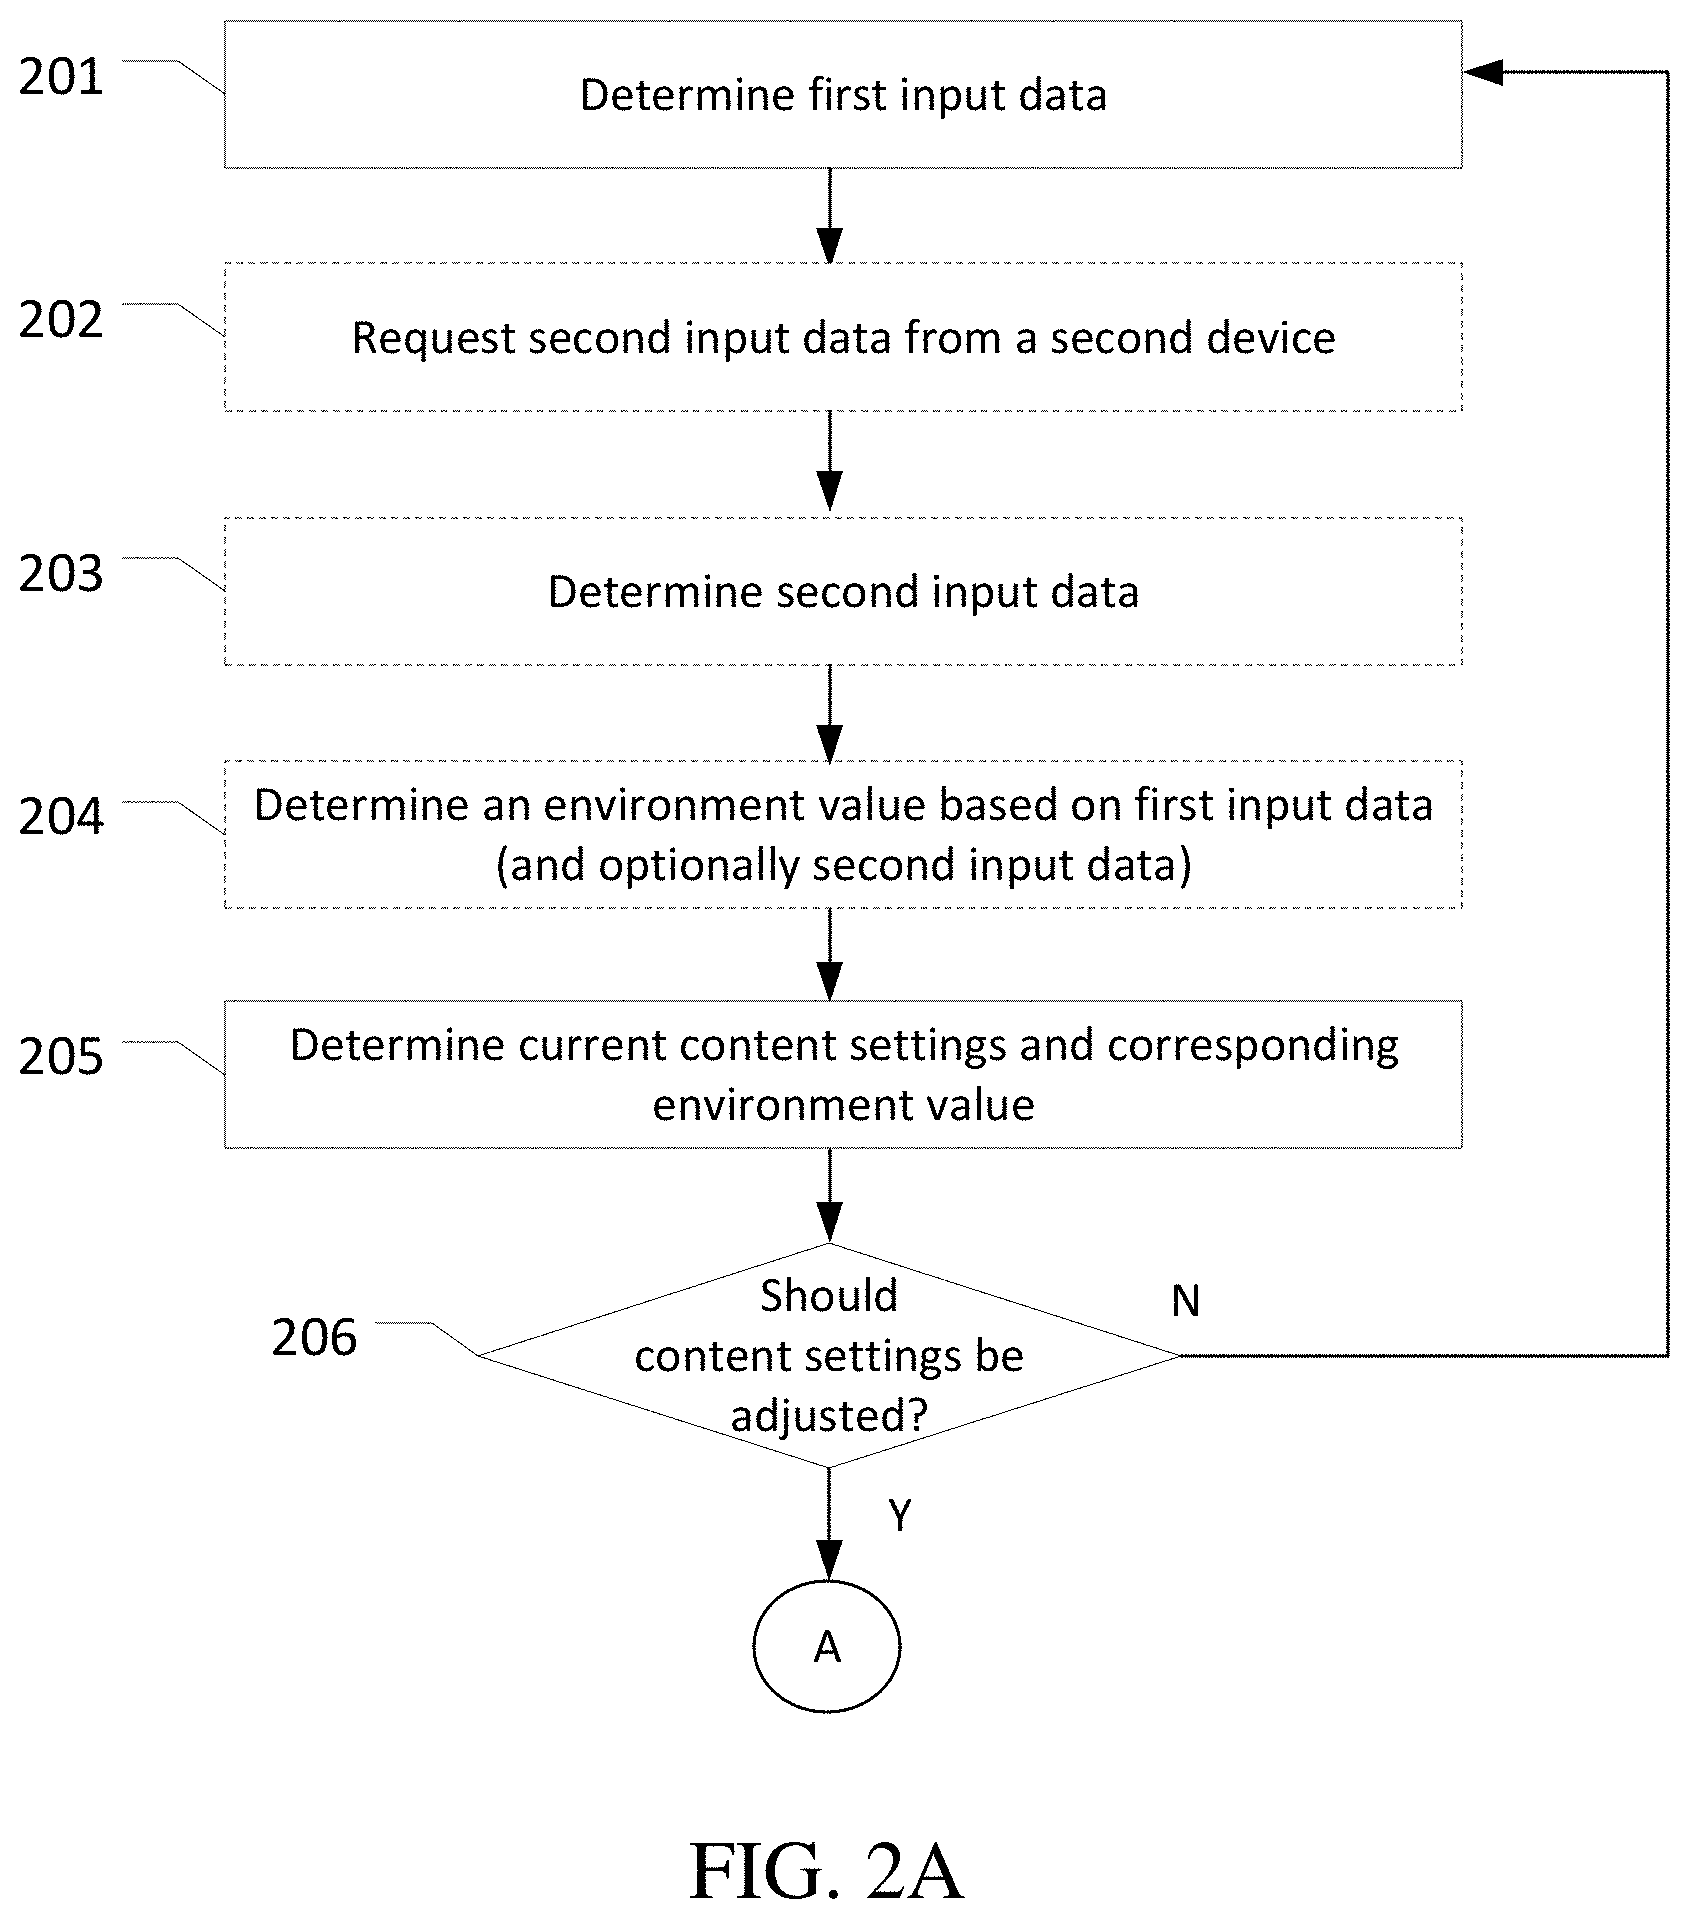 201
Determine first input data
202
Request second input data from a second device
203
Determine second input data
204
Determine an environment value based on first input data
(and optionally second input data)
205
Determine current content settings and corresponding
environment value
206
Should
content settings be
adjusted?
N
Y
A
FIG. 2A